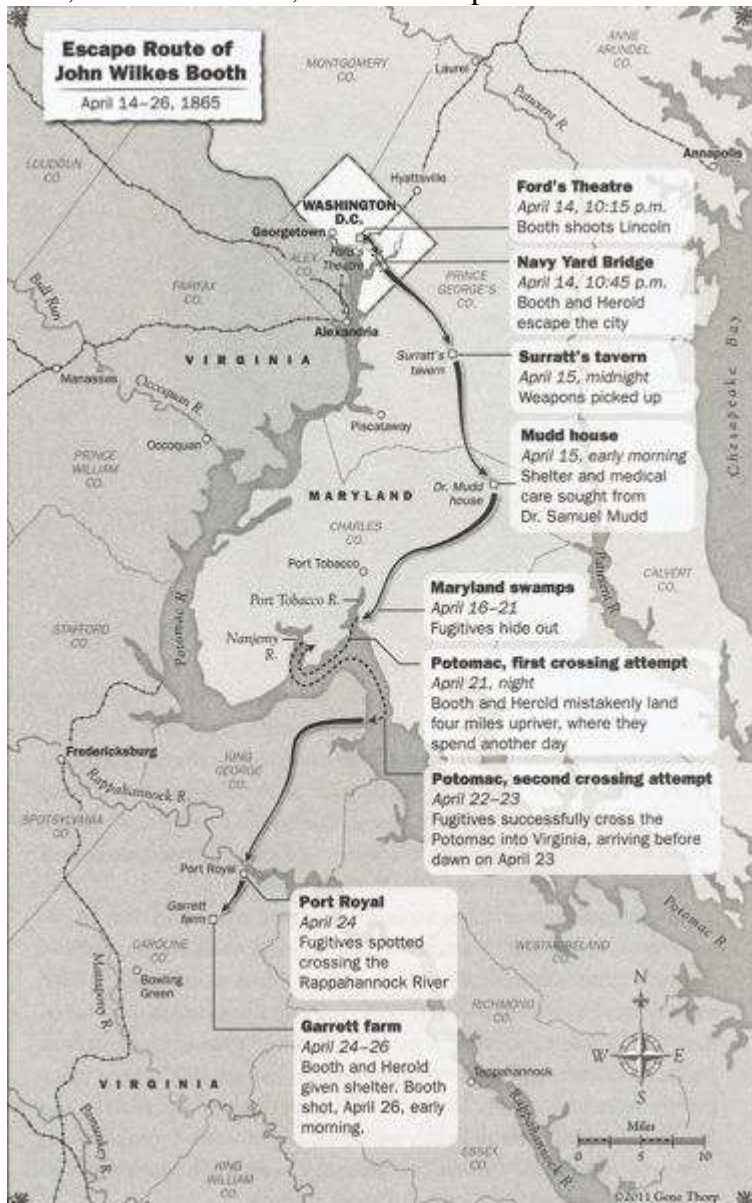 Escape Route of
John Wilkes Booth
April 14–26, 1865
MONTGOMERY
CO.
Laurel
ANNE
ARUNDEL
CO.
Patuxent R.
Annapolis
LOUDOUN
CO.
Hyattsville
WASHINGTON
D.C.
Georgetown
Ford's
Theatre
ALEX.
CO.
Ford's Theatre
April 14, 10:15 p.m.
Booth shoots Lincoln
Navy Yard Bridge
April 14, 10:45 p.m.
Booth and Herold
escape the city
PRINCE
GEORGE'S
CO.
Bull Run
FAIRFAX
CO.
Alexandria
VIRGINIA
Surratt's
tavern
Surratt's tavern
April 15, midnight
Weapons picked up
Chesapeake Bay
Manassas
Occoquan R.
Piscataway
Occoquan
PRINCE
WILLIAM
CO.
MARYLAND
Dr. Mudd
house
Mudd house
April 15, early morning
Shelter and medical
care sought from
Dr. Samuel Mudd
CHARLES
CO.
Port Tobacco
Port Tobacco R.
Patuxent R.
CALVERT
CO.
Maryland swamps
April 16–21
Fugitives hide out
Potomac R.
STAFFORD
CO.
Nanjemy
R.
Potomac, first crossing attempt
April 21, night
Booth and Herold mistakenly land
four miles upriver, where they
spend another day
Fredericksburg
KING
GEORGE
CO.
Rappahannock R.
Potomac, second crossing attempt
April 22–23
Fugitives successfully cross the
Potomac into Virginia, arriving before
dawn on April 23
SPOTSYLVANIA
CO.
Port Royal
Port Royal
April 24
Fugitives spotted
crossing the
Rappahannock River
Garrett
farm
CAROLINE
CO.
Bowling
Green
WESTMORELAND
CO.
Potomac R.
RICHMOND
CO.
Garrett farm
April 24–26
Booth and Herold
given shelter. Booth
shot, April 26, early
morning.
N
W
E
S
VIRGINIA
Tappahannock
Rappahannock R.
Miles
0 5 10
ESSEX
CO.
KING
WILLIAM
CO.
©2011 Gene Thorp